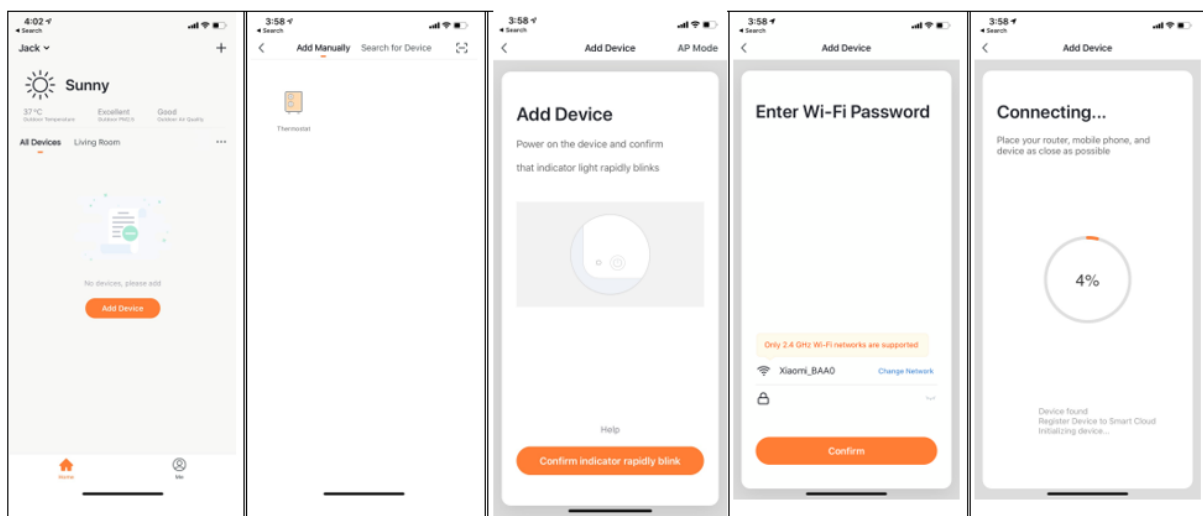 4:02
Search
Jack
Sunny
37 °C
Outdoor Temperature
Excellent
Outdoor PM2.5
Good
Outdoor Air Quality
All Devices
Living Room
...
No devices, please add
Add Device
Home
Me
3:58
Search
Add Manually
Search for Device
Thermostat
3:58
Search
Add Device
AP Mode
Add Device
Power on the device and confirm
that indicator light rapidly blinks
Help
Confirm indicator rapidly blink
3:58
Search
Add Device
Enter Wi-Fi Password
Only 2.4 GHz Wi-Fi networks are supported
Xiaomi_BAA0
Change Network
Confirm
3:58
Search
Add Device
Connecting...
Place your router, mobile phone, and
device as close as possible
4%
Device found
Register Device to Smart Cloud
Initializing device...